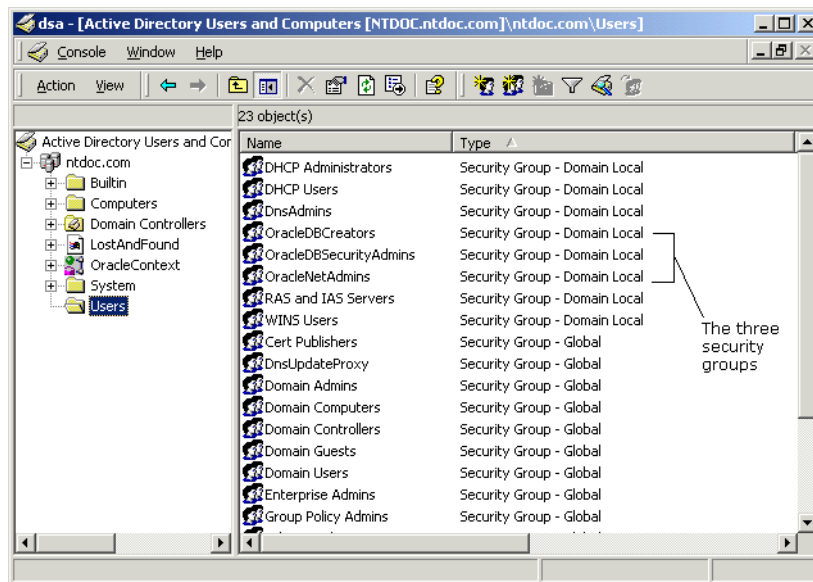 dsa - [Active Directory Users and Computers [NTDOC.ntdoc.com]\ntdoc.com\Users]
Console Window Help
Action View
23 object(s)
Active Directory Users and Cor
ntdoc.com
Builtin
Computers
Domain Controllers
LostAndFound
OracleContext
System
Users
Name Type
DHCP Administrators Security Group - Domain Local
DHCP Users Security Group - Domain Local
DnsAdmins Security Group - Domain Local
OracleDBCreators Security Group - Domain Local
OracleDBSecurityAdmins Security Group - Domain Local
OracleNetAdmins Security Group - Domain Local
RAS and IAS Servers Security Group - Domain Local
WINS Users Security Group - Domain Local
Cert Publishers Security Group - Global
DnsUpdateProxy Security Group - Global
Domain Admins Security Group - Global
Domain Computers Security Group - Global
Domain Controllers Security Group - Global
Domain Guests Security Group - Global
Domain Users Security Group - Global
Enterprise Admins Security Group - Global
Group Policy Admins Security Group - Global
The three
security
groups